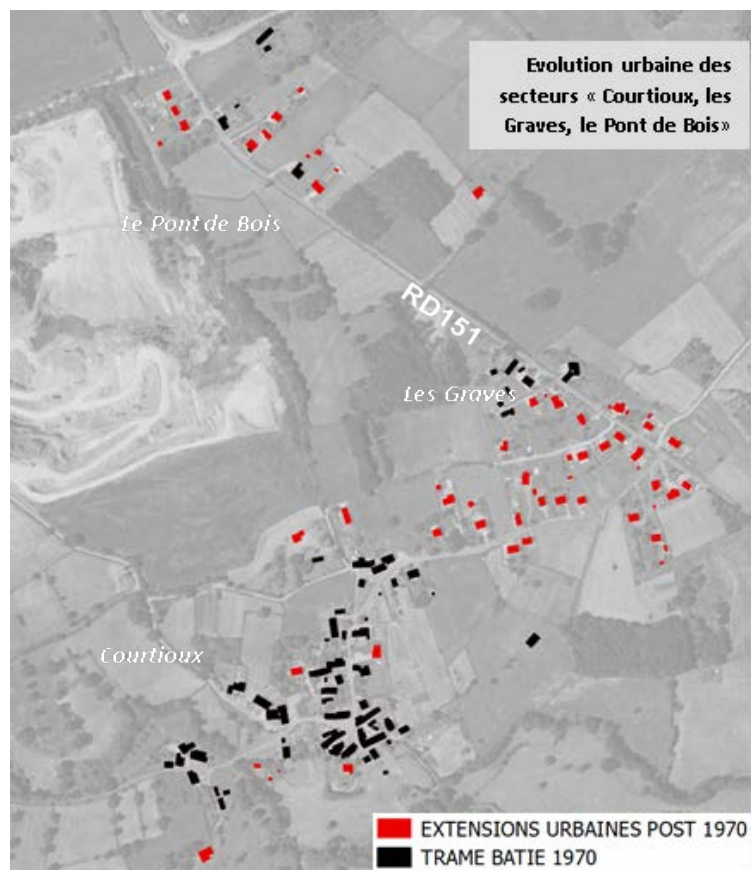 Evolution urbaine des
secteurs « Courtioux, les
Graves, le Pont de Bois»
Le Pont de Bois
RD151
Les Graves
Courtioux
EXTENSIONS URBAINES POST 1970
TRAME BATIE 1970